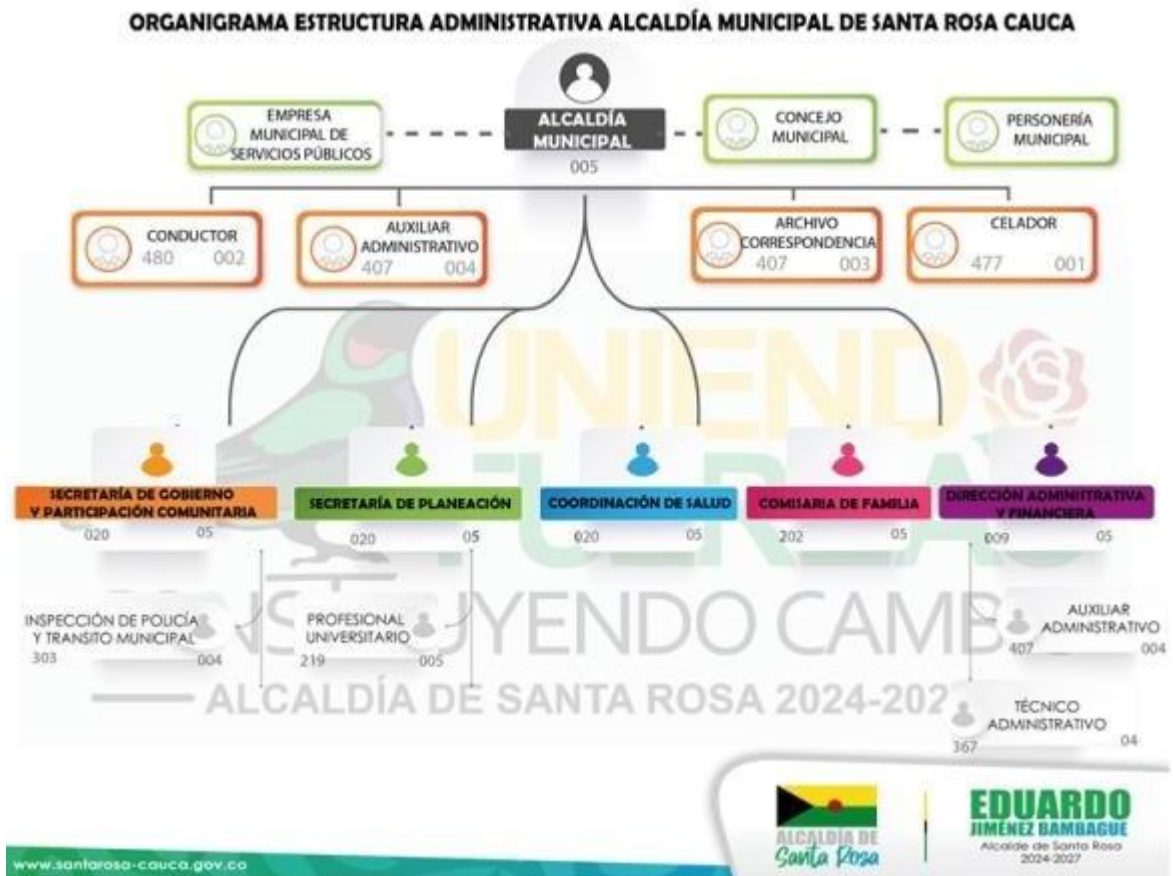 ORGANIGRAMA ESTRUCTURA ADMINISTRATIVA ALCALDÍA MUNICIPAL DE SANTA ROSA CAUCA
EMPRESA
MUNICIPAL DE
SERVICIOS PÚBLICOS
ALCALDÍA
MUNICIPAL
005
CONCEJO
MUNICIPAL
PERSONERÍA
MUNICIPAL
CONDUCTOR
480 002
AUXILIAR
ADMINISTRATIVO
407 004
ARCHIVO
CORRESPONDENCIA
407 003
CELADOR
477 001
UNIEND
SECRETARÍA DE GOBIERNO
Y PARTICIPACIÓN COMUNITARIA
020 05
SECRETARÍA DE PLANEACIÓN
020 05
COORDINACIÓN DE SALUD
020 05
COMISARIA DE FAMILIA
202 05
DIRECCIÓN ADMINISTRATIVA
Y FINANCIERA
009 05
INSPECCIÓN DE POLICÍA
Y TRANSITO MUNICIPAL
303 004
PROFESIONAL
UNIVERSITARIO
219 005
UYENDO CAMB
AUXILIAR
ADMINISTRATIVO
407 004
ALCALDÍA DE SANTA ROSA 2024-202
TÉCNICO
ADMINISTRATIVO
367 04
ALCALDÍA DE
Santa Rosa
EDUARDO
JIMÉNEZ BAMBAGUE
Alcalde de Santa Rosa
2024-2027
www.santarosa-cauca.gov.co